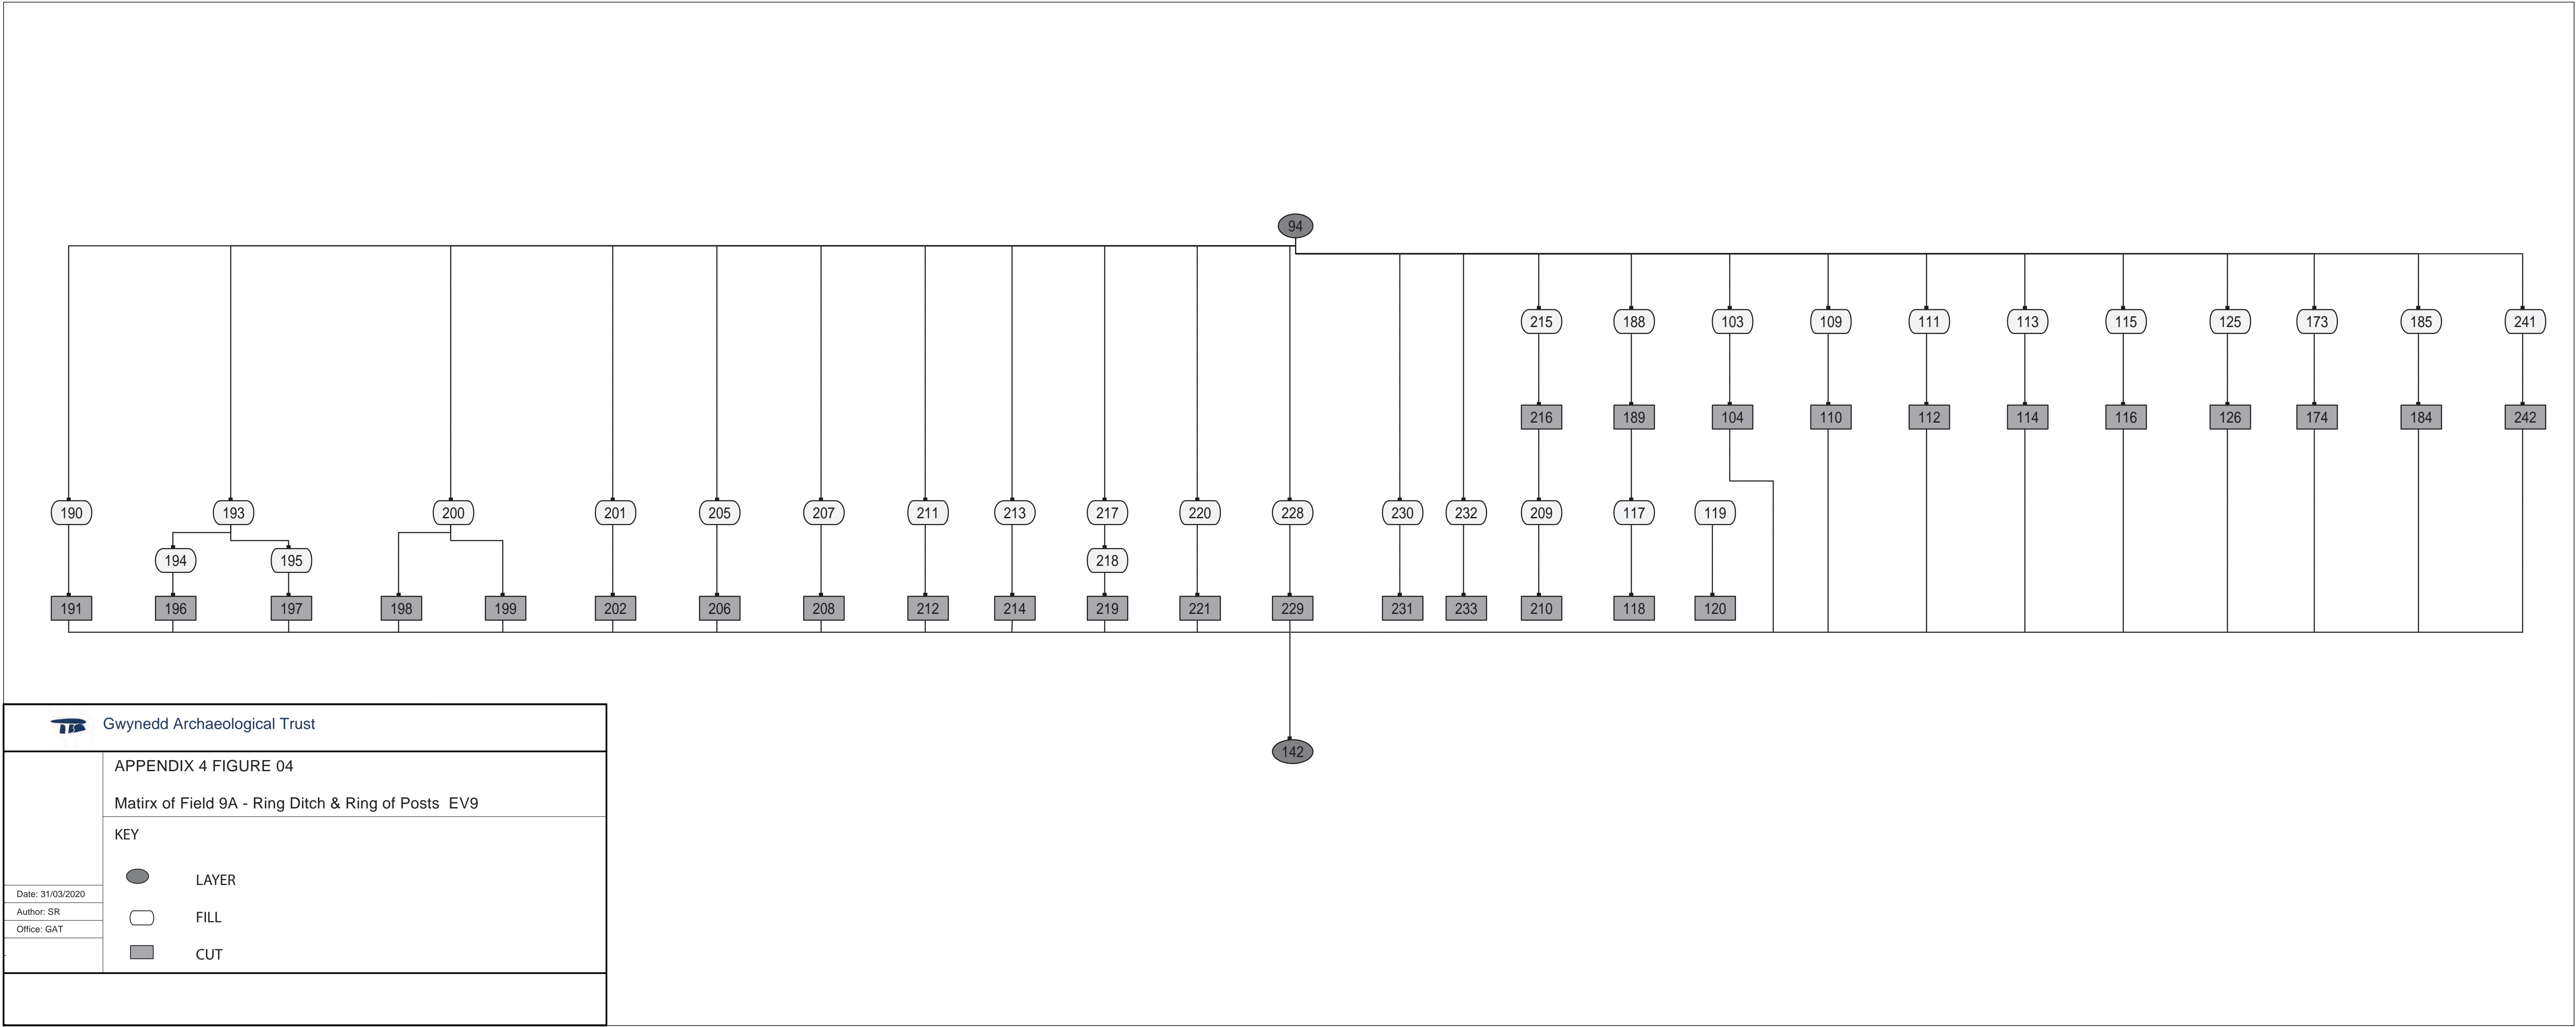 94
215 188 103 109 111 113 115 125 173 185 241
216 189 104 110 112 114 116 126 174 184 242
190 193 200 201 205 207 211 213 217 220 228 230 232 209 117 119
194 195 218
191 196 197 198 199 202 206 208 212 214 219 221 229 231 233 210 118 120
142
Gwynedd Archaeological Trust
APPENDIX 4 FIGURE 04
Matirx of Field 9A - Ring Ditch & Ring of Posts EV9
KEY
LAYER
FILL
CUT
Date: 31/03/2020
Author: SR
Office: GAT